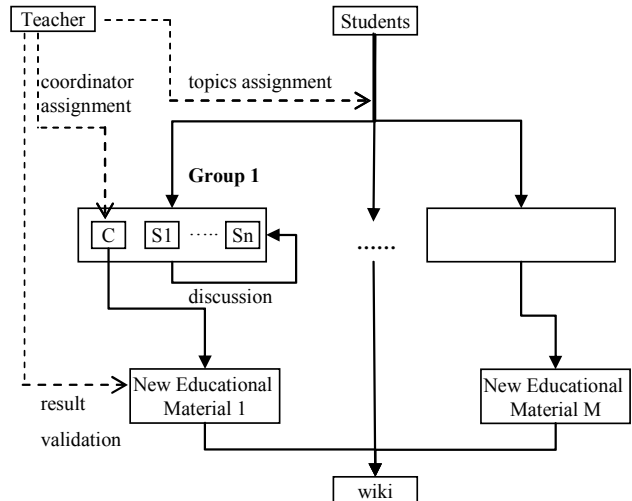 Teacher
Students
coordinator
assignment
topics assignment
Group 1
C
S1
.....
Sn
......
discussion
New Educational
Material 1
New Educational
Material M
result
validation
wiki